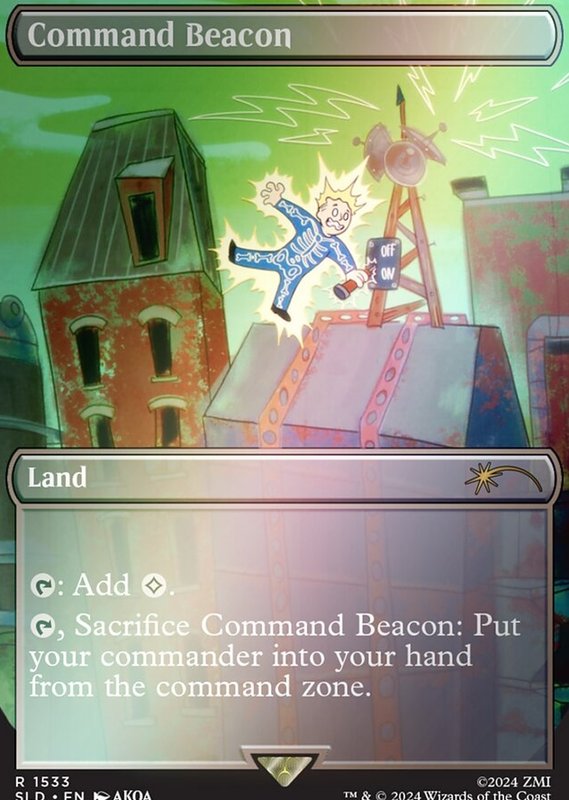 Command Beacon
OFF
ON
Land
: Add .
, Sacrifice Command Beacon: Put
your commander into your hand
from the command zone.
R 1533
©2024 ZMI
SLD • EN AKQA
™ & © 2024 Wizards of the Coast